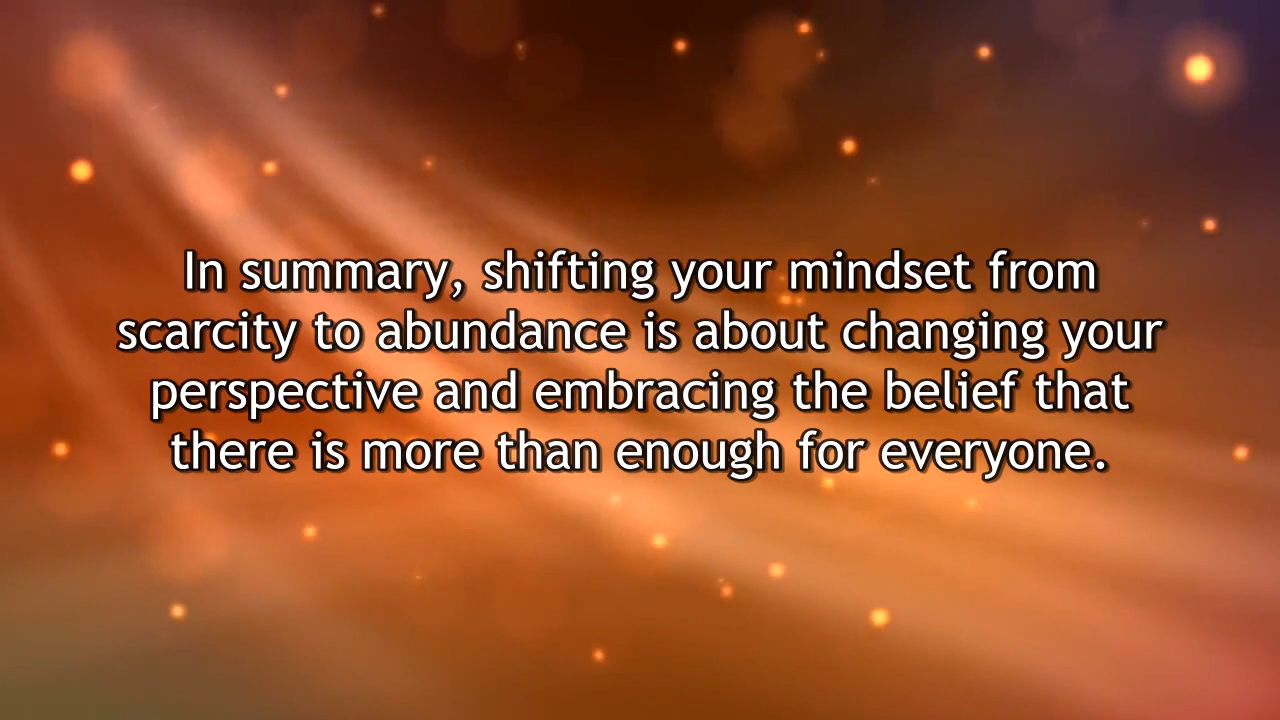 In summary, shifting your mindset from
scarcity to abundance is about changing your
perspective and embracing the belief that
there is more than enough for everyone.